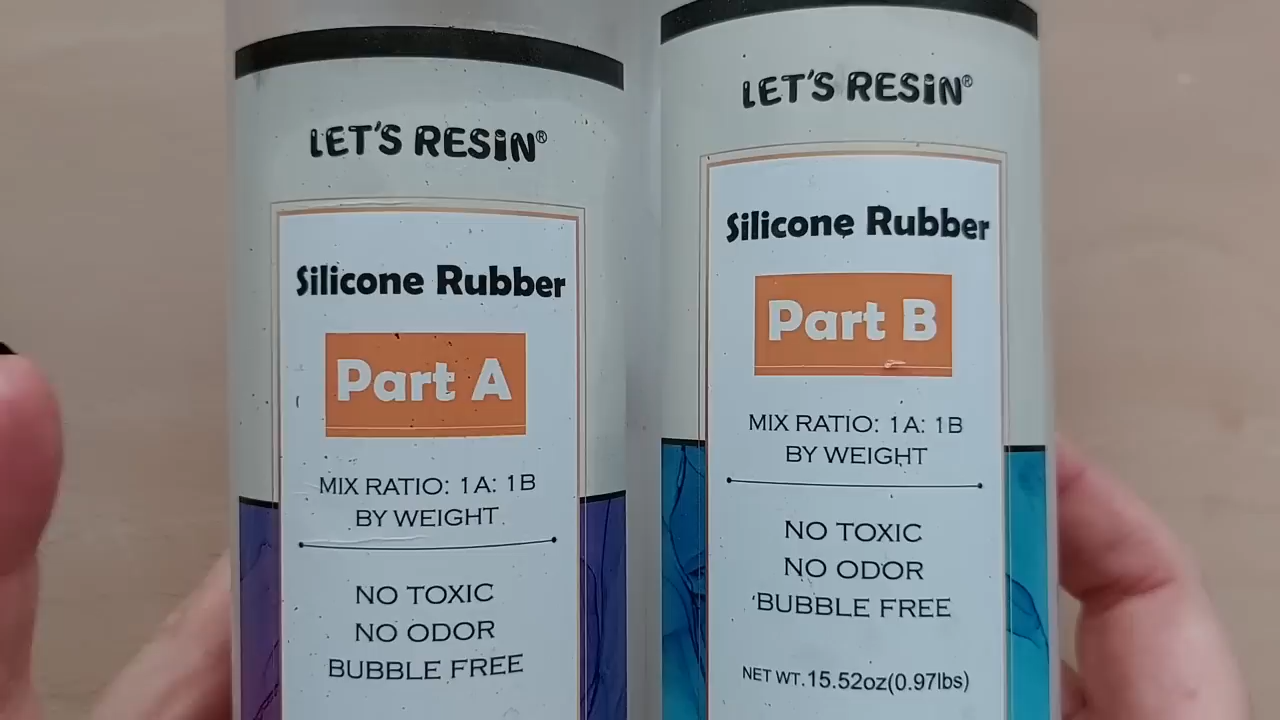 LET'S RESIN®
Silicone Rubber
Part A
MIX RATIO: 1A: 1B
BY WEIGHT
NO TOXIC
NO ODOR
BUBBLE FREE
LET'S RESIN®
Silicone Rubber
Part B
MIX RATIO: 1A: 1B
BY WEIGHT
NO TOXIC
NO ODOR
BUBBLE FREE
NET WT.15.52oz(0.97lbs)